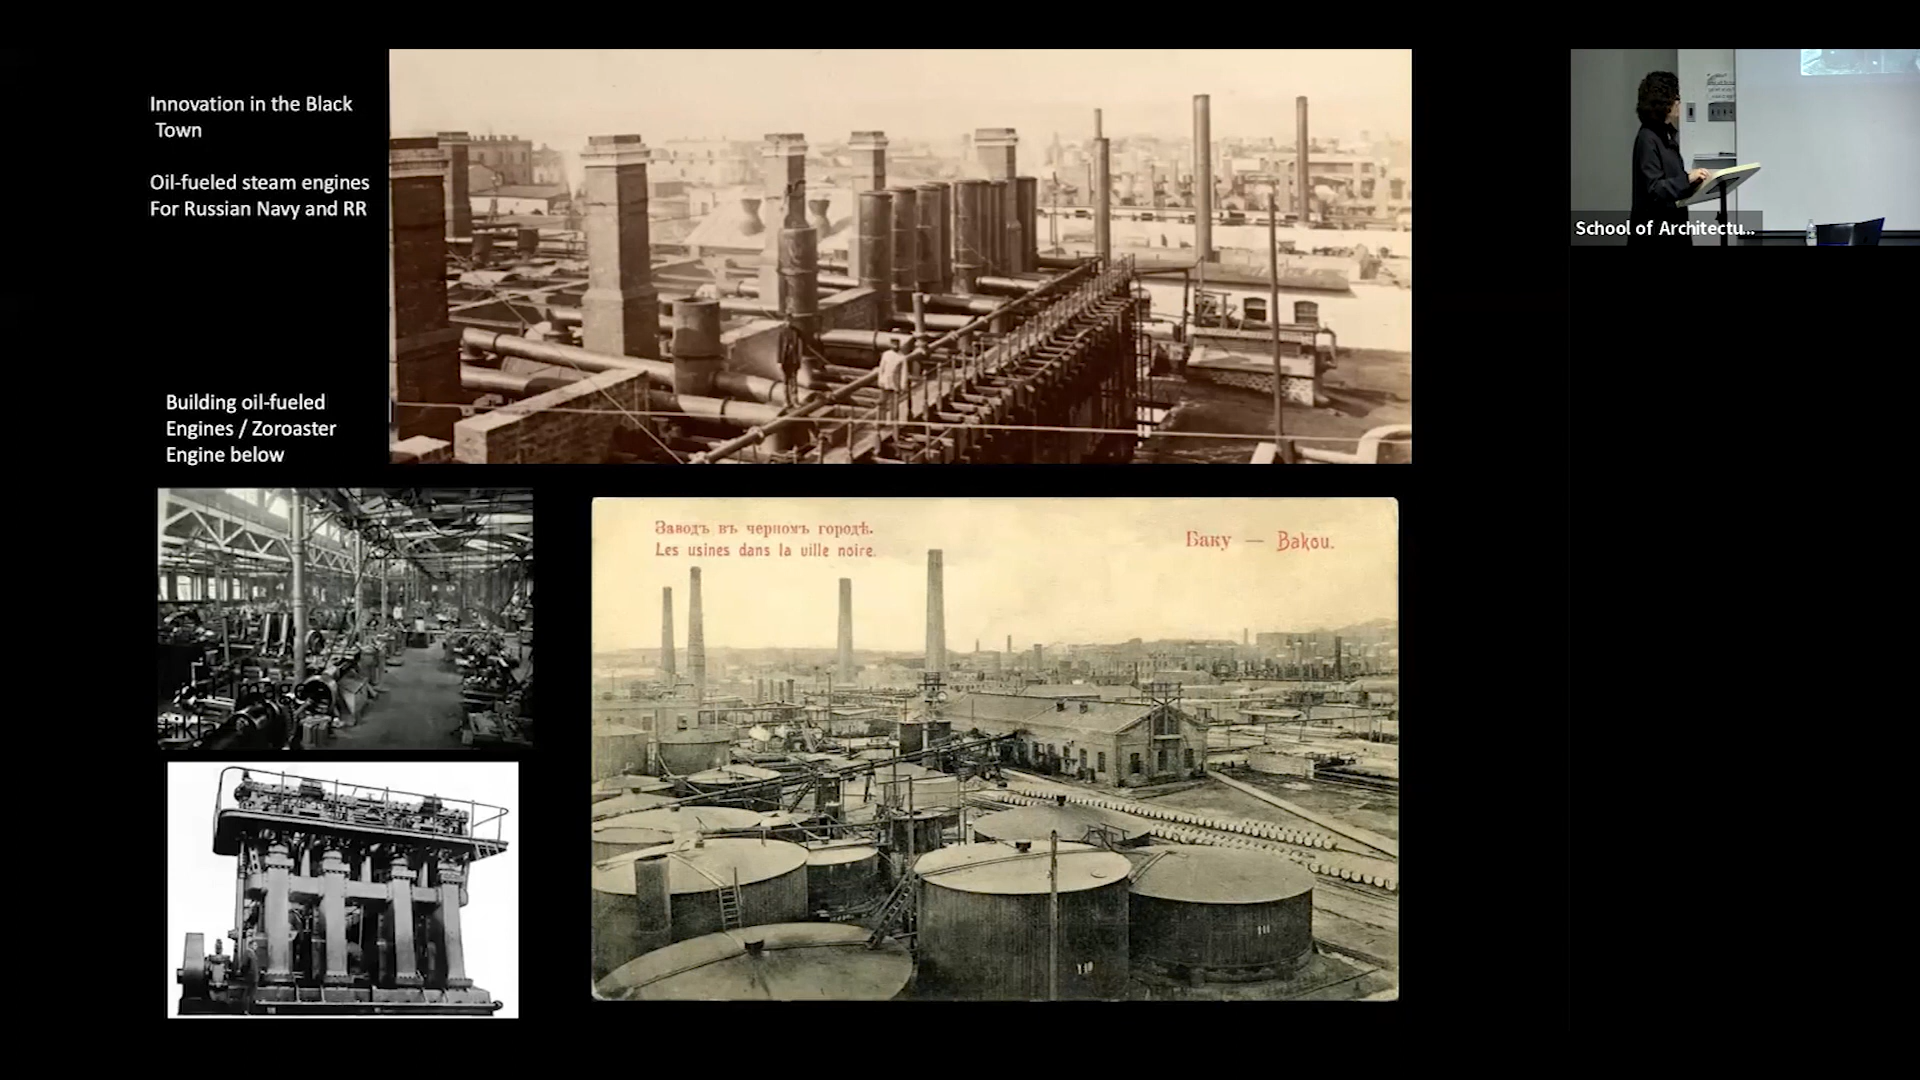 Innovation in the Black
Town
Oil-fueled steam engines
For Russian Navy and RR
School of Architectu...
Building oil-fueled
Engines / Zoroaster
Engine below
Заводъ въ черномъ городѣ.
Les usines dans la ville noire.
Баку — Bakou.